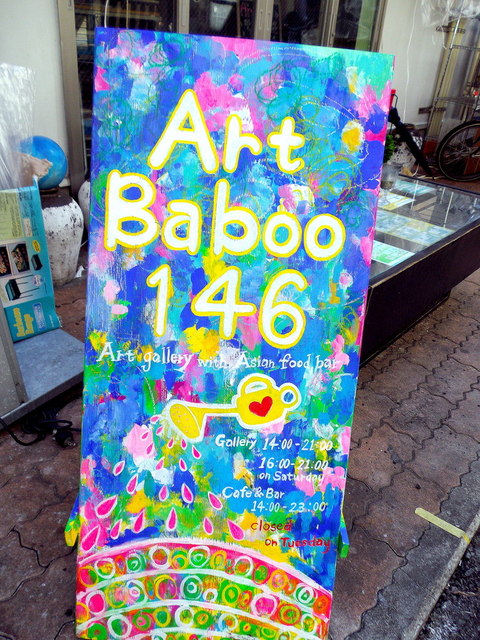 Art
Baboo
146
Art gallery with Asian food bar
Gallery 14:00-21:00
16:00-21:00
on Saturday
Cafe & Bar
14:00-23:00
closed
on Tuesday